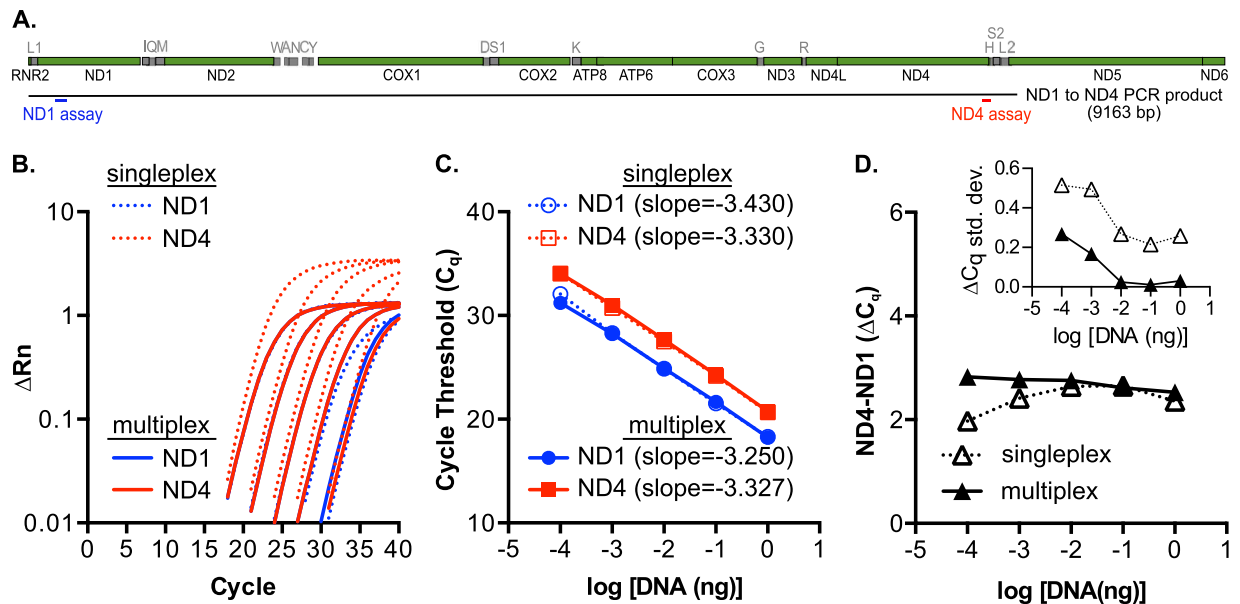 A.
S2
L1 IQM WANCY DS1 K G R H L2
RNR2 ND1 ND2 COX1 COX2 ATP8 ATP6 COX3 ND3 ND4L ND4 ND5 ND6
ND1 to ND4 PCR product
(9163 bp)
ND1 assay
ND4 assay
B.
singleplex
ND1
ND4
10
1
0.1
0.01
ΔRn
multiplex
ND1
ND4
0 5 10 15 20 25 30 35 40
Cycle
C.
singleplex
ND1 (slope=-3.430)
ND4 (slope=-3.330)
40
30
20
10
Cycle Threshold (Cq)
multiplex
ND1 (slope=-3.250)
ND4 (slope=-3.327)
-5 -4 -3 -2 -1 0 1
log [DNA (ng)]
D.
0.6
0.4
0.2
0.0
ΔCq std. dev.
-5 -4 -3 -2 -1 0 1
log [DNA (ng)]
6
4
2
0
ND4-ND1 (ΔCq)
singleplex
multiplex
-5 -4 -3 -2 -1 0 1
log [DNA(ng)]